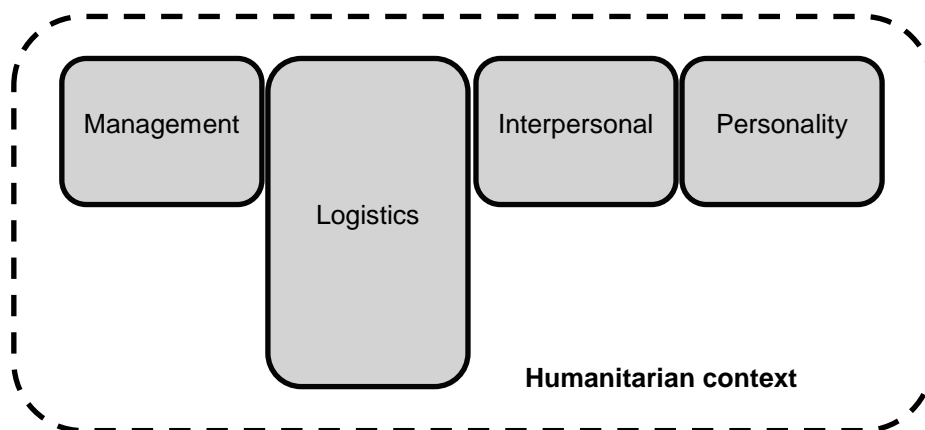 Management
Interpersonal
Personality
Logistics
Humanitarian context